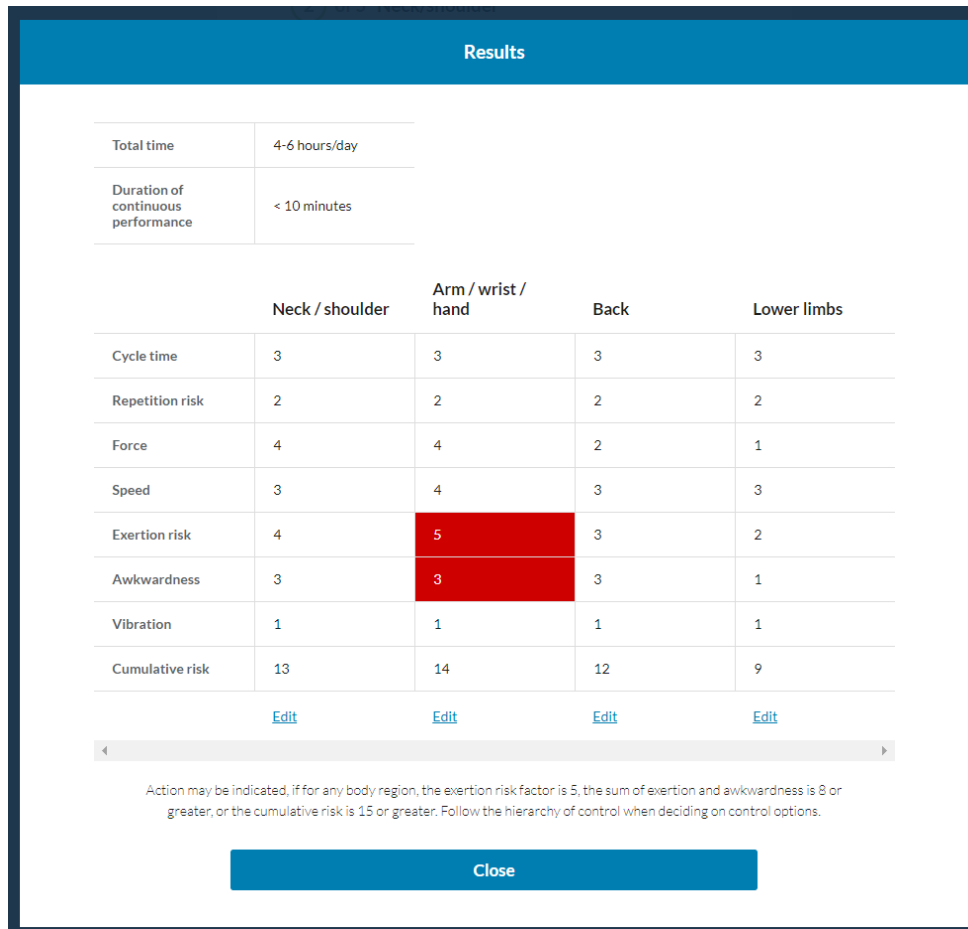 2 of 5 Neck/shoulder
Results
Total time 4-6 hours/day
Duration of
continuous
performance
< 10 minutes
Neck / shoulder Arm / wrist /
hand Back Lower limbs
Cycle time 3 3 3 3
Repetition risk 2 2 2 2
Force 4 4 2 1
Speed 3 4 3 3
Exertion risk 4 5 3 2
Awkwardness 3 3 3 1
Vibration 1 1 1 1
Cumulative risk 13 14 12 9
Edit Edit Edit Edit
Action may be indicated, if for any body region, the exertion risk factor is 5, the sum of exertion and awkwardness is 8 or
greater, or the cumulative risk is 15 or greater. Follow the hierarchy of control when deciding on control options.
Close